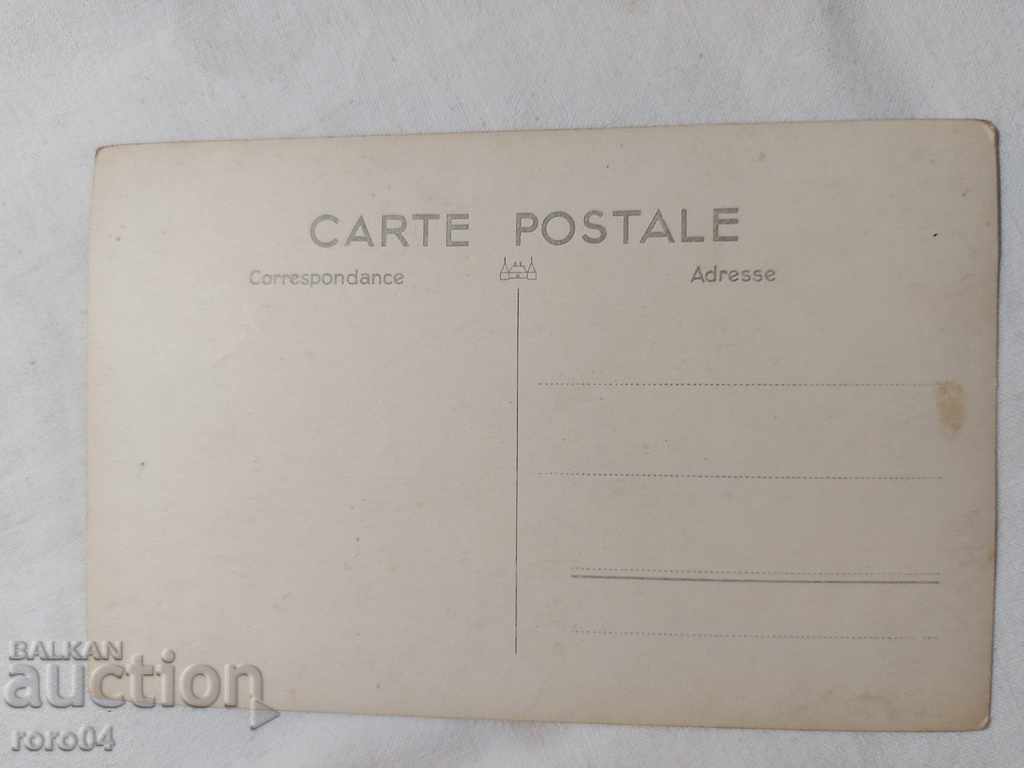 CARTE POSTALE
Correspondance
Adresse
BALKAN
auction
roro04